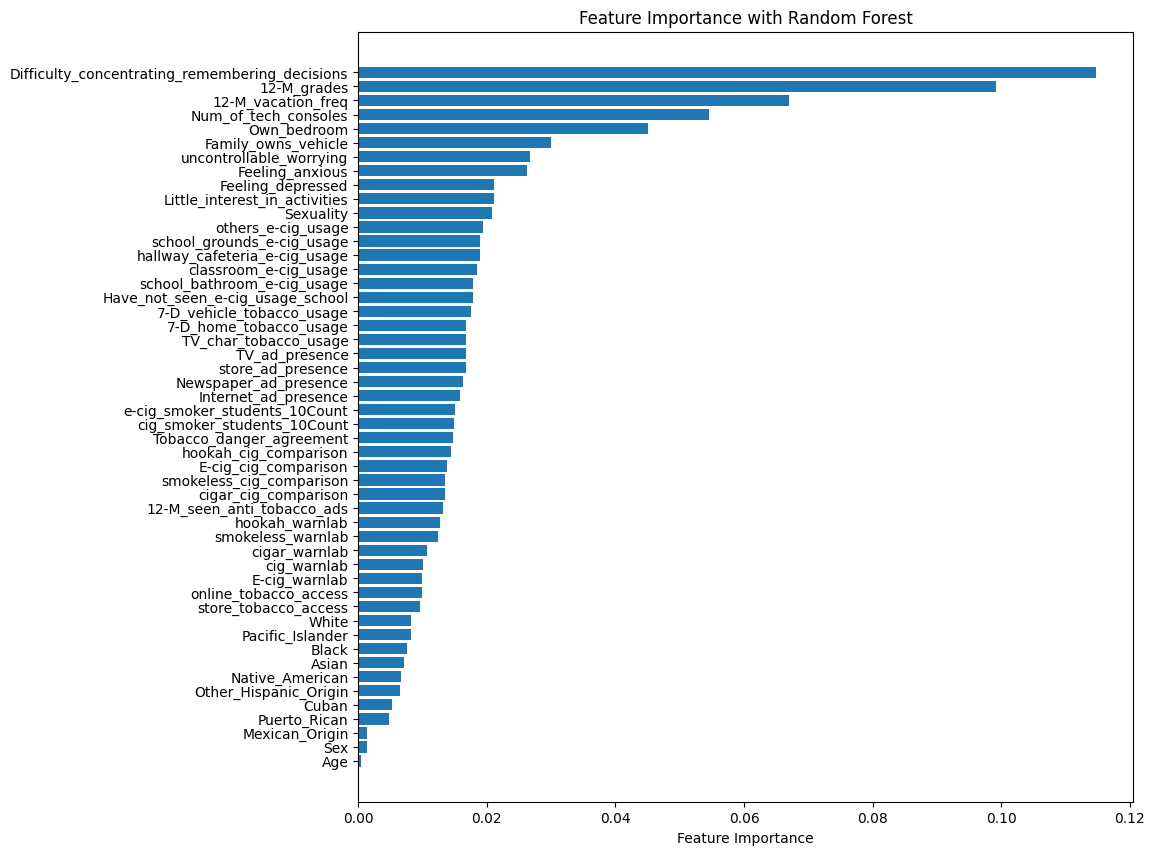 Feature Importance with Random Forest
Difficulty_concentrating_remembering_decisions
12-M_grades
12-M_vacation_freq
Num_of_tech_consoles
Own_bedroom
Family_owns_vehicle
uncontrollable_worrying
Feeling_anxious
Feeling_depressed
Little_interest_in_activities
Sexuality
others_e-cig_usage
school_grounds_e-cig_usage
hallway_cafeteria_e-cig_usage
classroom_e-cig_usage
school_bathroom_e-cig_usage
Have_not_seen_e-cig_usage_school
7-D_vehicle_tobacco_usage
7-D_home_tobacco_usage
TV_char_tobacco_usage
TV_ad_presence
store_ad_presence
Newspaper_ad_presence
Internet_ad_presence
e-cig_smoker_students_10Count
cig_smoker_students_10Count
Tobacco_danger_agreement
hookah_cig_comparison
E-cig_cig_comparison
smokeless_cig_comparison
cigar_cig_comparison
12-M_seen_anti_tobacco_ads
hookah_warnlab
smokeless_warnlab
cigar_warnlab
cig_warnlab
E-cig_warnlab
online_tobacco_access
store_tobacco_access
White
Pacific_Islander
Black
Asian
Native_American
Other_Hispanic_Origin
Cuban
Puerto_Rican
Mexican_Origin
Sex
Age
0.00 0.02 0.04 0.06 0.08 0.10 0.12
Feature Importance